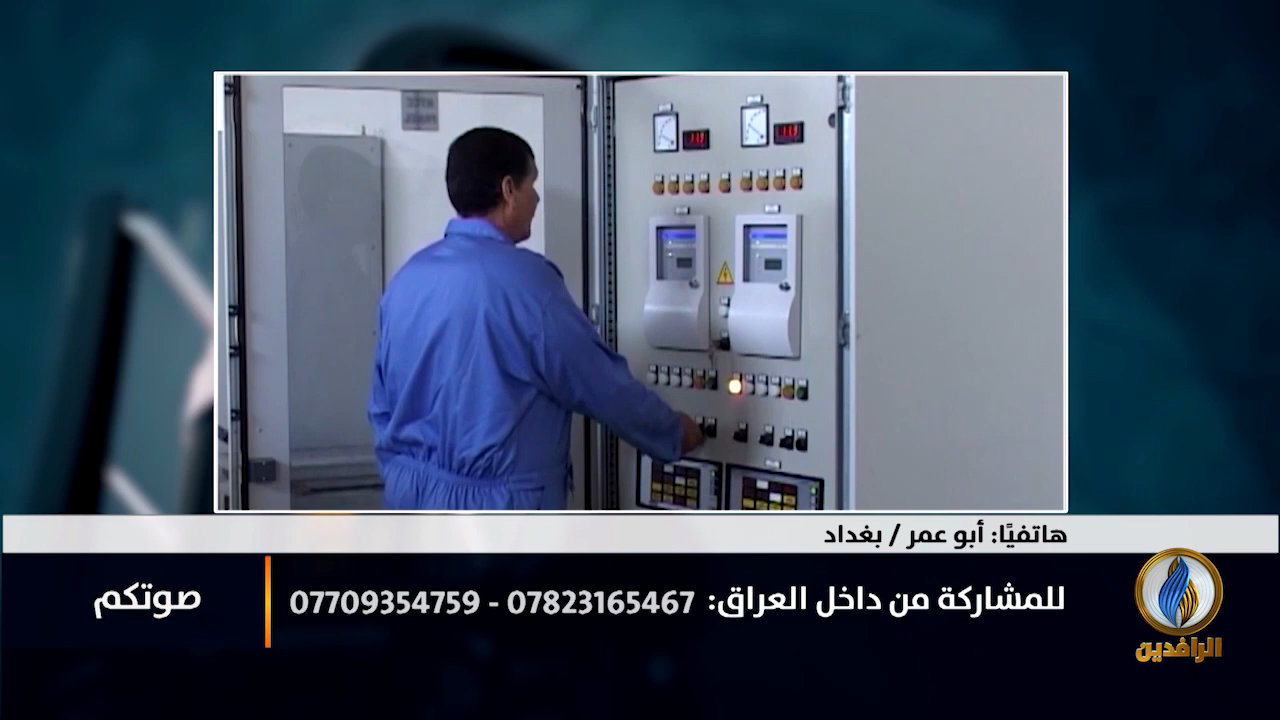 هاتفيًا: أبو عمر / بغداد
للمشاركة من داخل العراق: 07823165467 - 07709354759
صوتكم
الرافدين